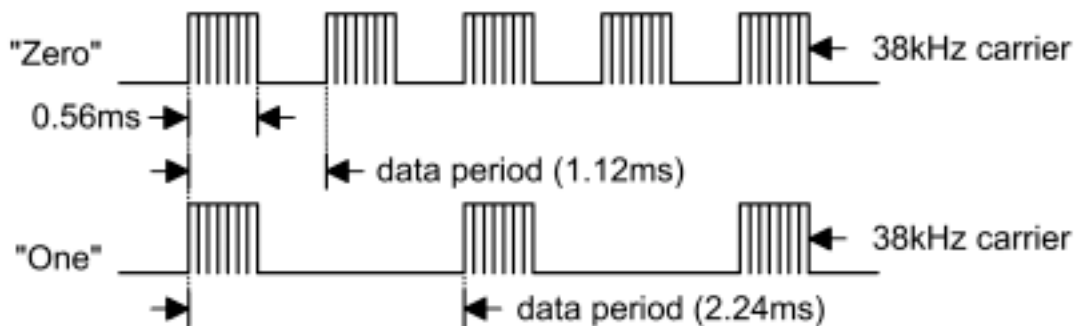 "Zero"
38kHz carrier
0.56ms
data period (1.12ms)
"One"
38kHz carrier
data period (2.24ms)